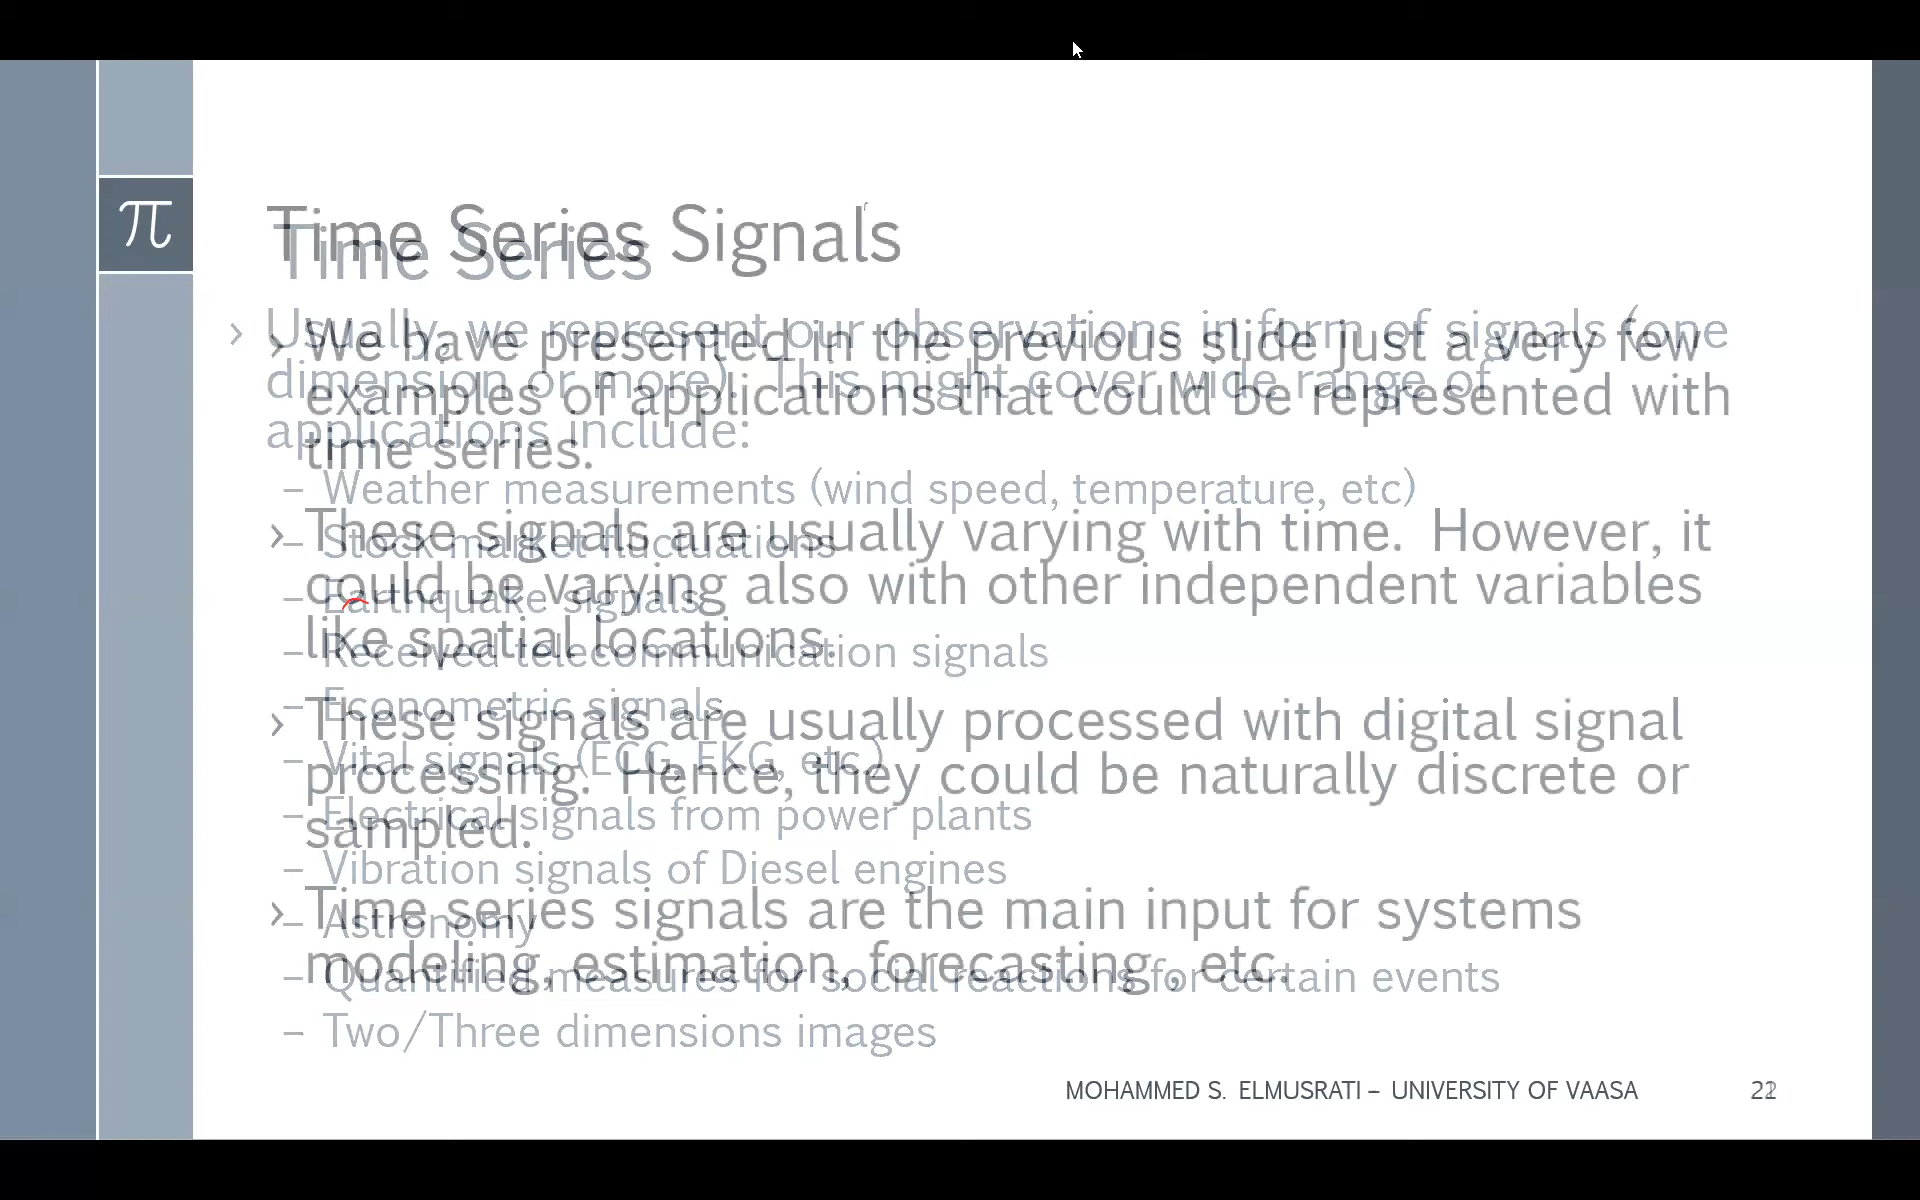 π
Time Series Signals
› We have presented in the previous slide just a very few
examples of applications that could be represented with
time series.
› These signals are usually varying with time. However, it
could be varying also with other independent variables
like spatial locations.
› These signals are usually processed with digital signal
processing. Hence, they could be naturally discrete or
sampled.
› Time series signals are the main input for systems
modeling, estimation, forecasting, etc.
Time Series
› Usually, we represent our observations in form of signals (one
dimension or more). This might cover wide range of
applications include:
– Weather measurements (wind speed, temperature, etc)
– Stock market fluctuations
– Earthquake signals
– Received telecommunication signals
– Econometric signals
– Vital signals (ECG, EKG, etc.)
– Electrical signals from power plants
– Vibration signals of Diesel engines
– Astronomy
– Quantified measures for social reactions for certain events
– Two/Three dimensions images
MOHAMMED S. ELMUSRATI – UNIVERSITY OF VAASA